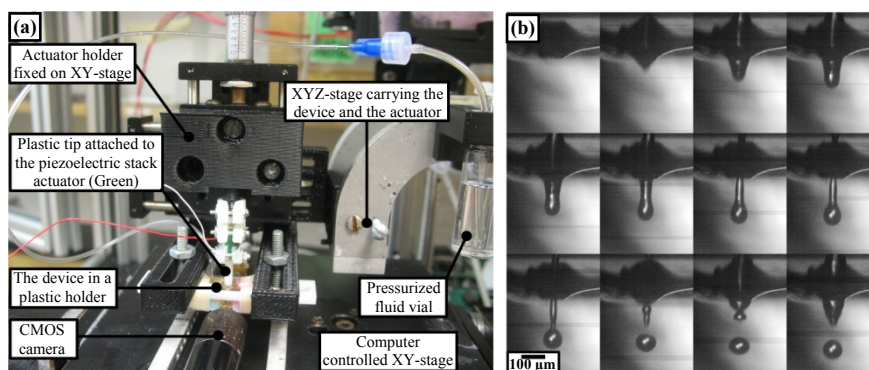 (a)
Actuator holder
fixed on XY-stage
Plastic tip attached to
the piezoelectric stack
actuator (Green)
The device in a
plastic holder
CMOS
camera
XYZ-stage carrying the
device and the actuator
Pressurized
fluid vial
Computer
controlled XY-stage
(b)
100 µm